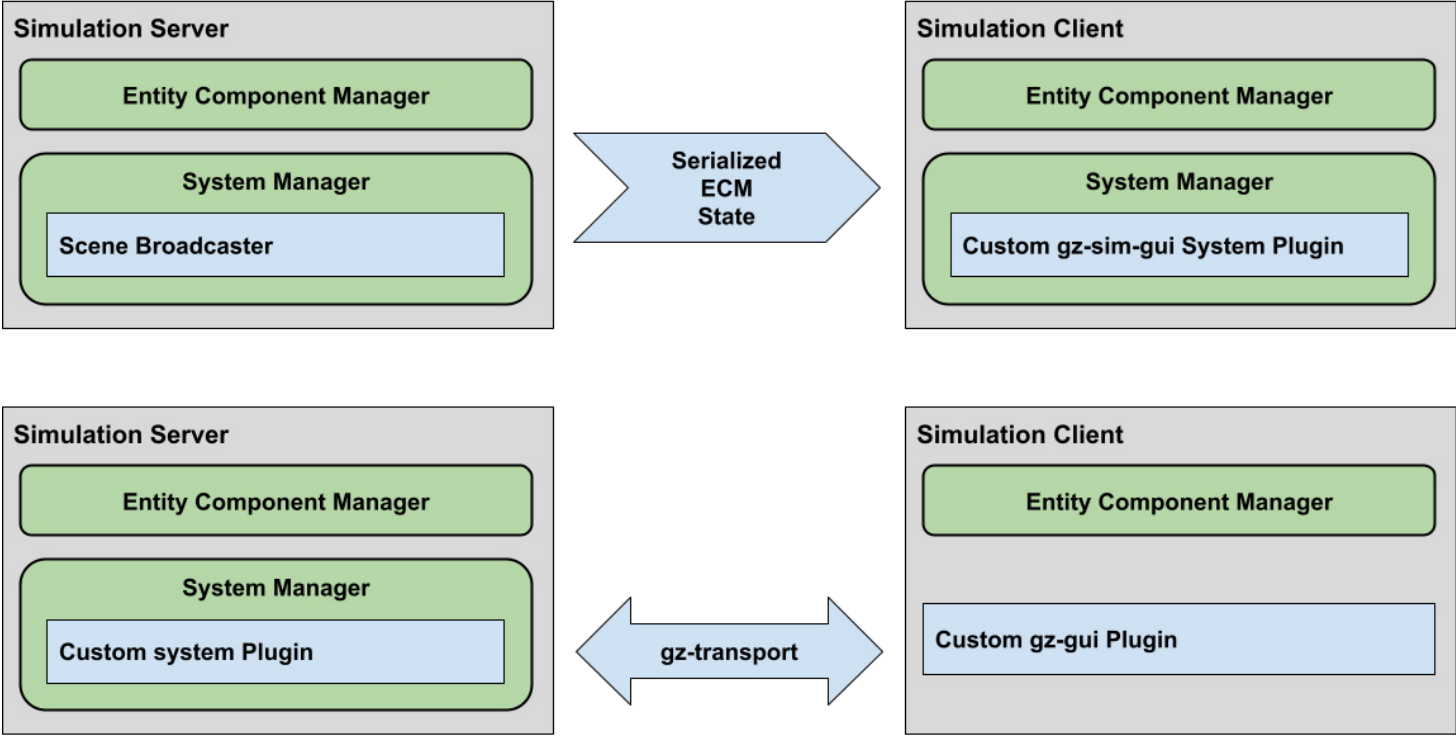 Simulation Server
Entity Component Manager
System Manager
Scene Broadcaster
Serialized
ECM
State
Simulation Client
Entity Component Manager
System Manager
Custom gz-sim-gui System Plugin
Simulation Server
Entity Component Manager
System Manager
Custom system Plugin
gz-transport
Simulation Client
Entity Component Manager
Custom gz-gui Plugin